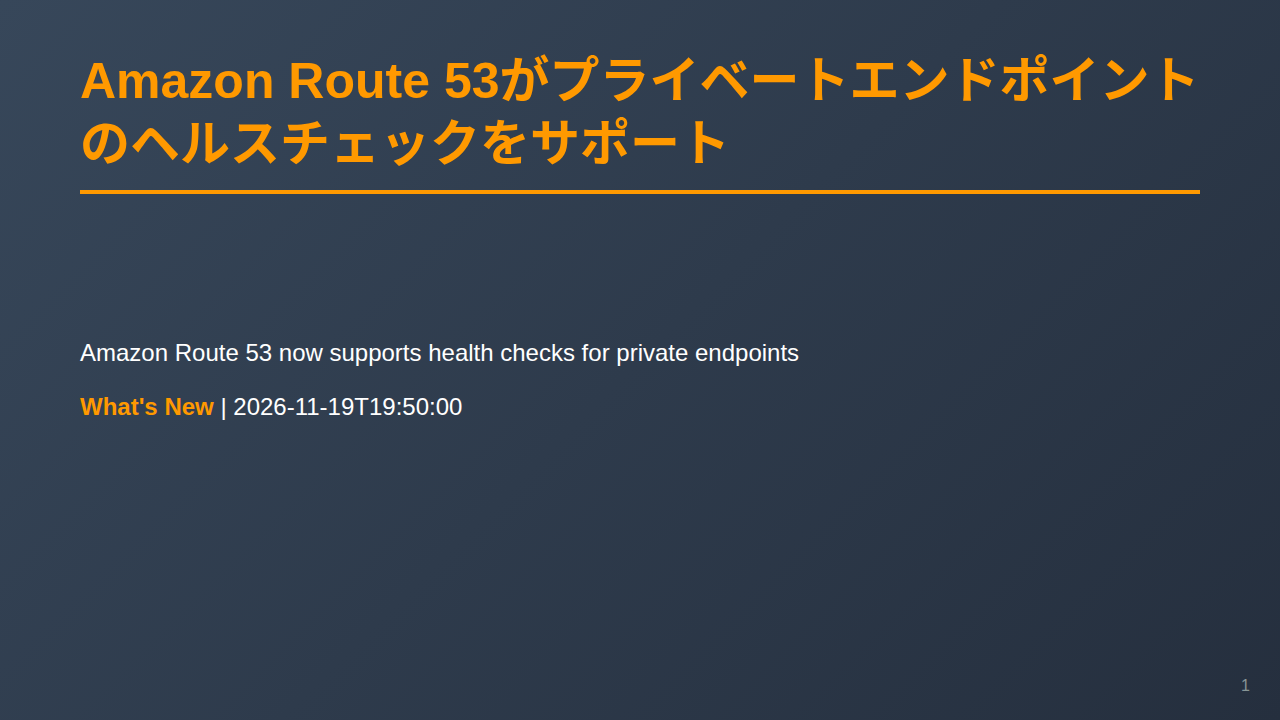 Amazon Route 53がプライベートエンドポイント
のヘルスチェックをサポート
Amazon Route 53 now supports health checks for private endpoints
What's New | 2026-11-19T19:50:00
1